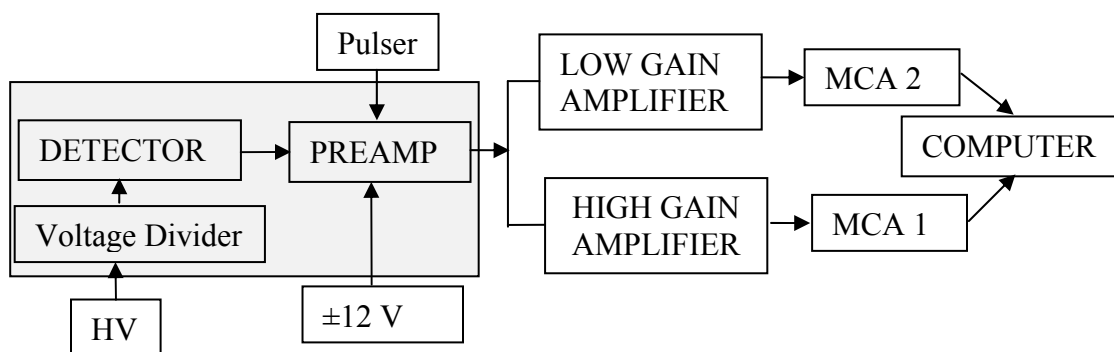 Pulser
LOW GAIN
AMPLIFIER
MCA 2
DETECTOR
PREAMP
COMPUTER
Voltage Divider
HIGH GAIN
AMPLIFIER
MCA 1
HV
±12 V